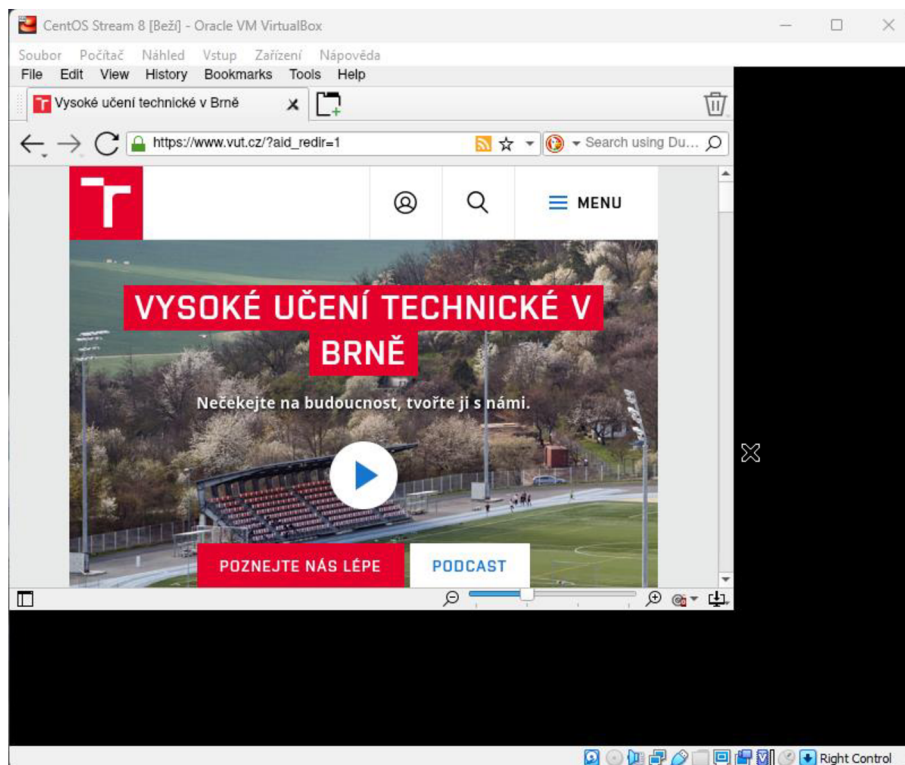 CentOS Stream 8 [Beží] - Oracle VM VirtualBox
Soubor Počítač Náhled Vstup Zařízení Nápověda
File Edit View History Bookmarks Tools Help
Vysoké učení technické v Brně
https://www.vut.cz/?aid_redir=1 Search using Du...
MENU
VYSOKÉ UČENÍ TECHNICKÉ V
BRNĚ
Nečekejte na budoucnost, tvořte ji s námi.
POZNEJTE NÁS LÉPE PODCAST
Right Control